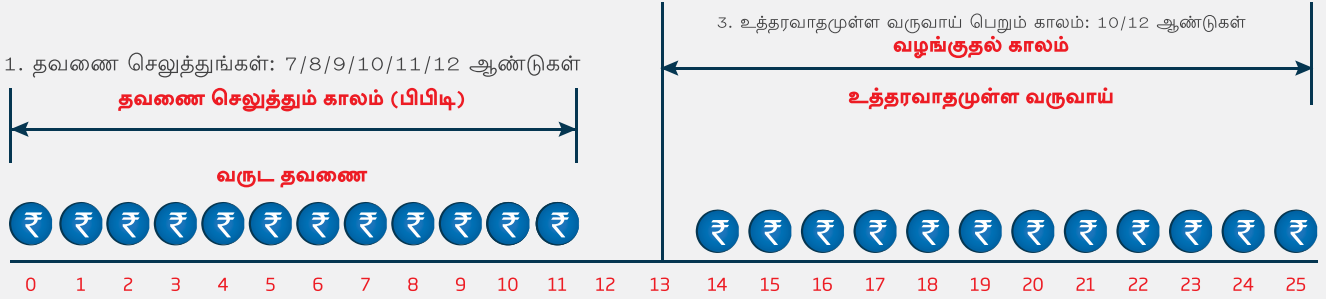 3. உத்தரவாதமுள்ள வருவாய் பெறும் காலம்: 10/12 ஆண்டுகள்
வழங்குதல் காலம்
1. தவணை செலுத்துங்கள்: 7/8/9/10/11/12 ஆண்டுகள்
தவணை செலுத்தும் காலம் (பிபிடி)
உத்தரவாதமுள்ள வருவாய்
வருட தவணை
₹ ₹ ₹ ₹ ₹ ₹ ₹ ₹ ₹ ₹ ₹ ₹ ₹ ₹ ₹ ₹ ₹ ₹ ₹ ₹ ₹ ₹ ₹ ₹
0 1 2 3 4 5 6 7 8 9 10 11 12 13 14 15 16 17 18 19 20 21 22 23 24 25